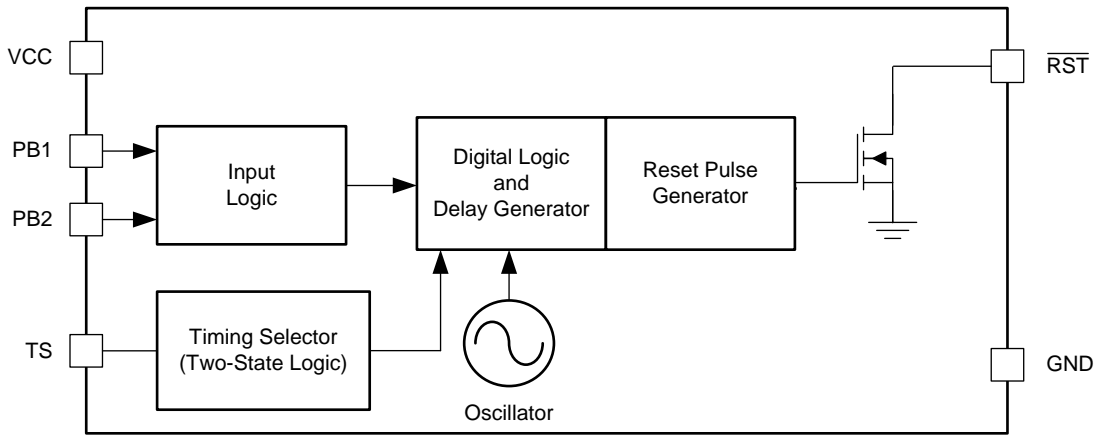 VCC
PB1
PB2
TS
Input
Logic
Timing Selector
(Two-State Logic)
Digital Logic
and
Delay Generator
Reset Pulse
Generator
Oscillator
R̅S̅T̅
GND